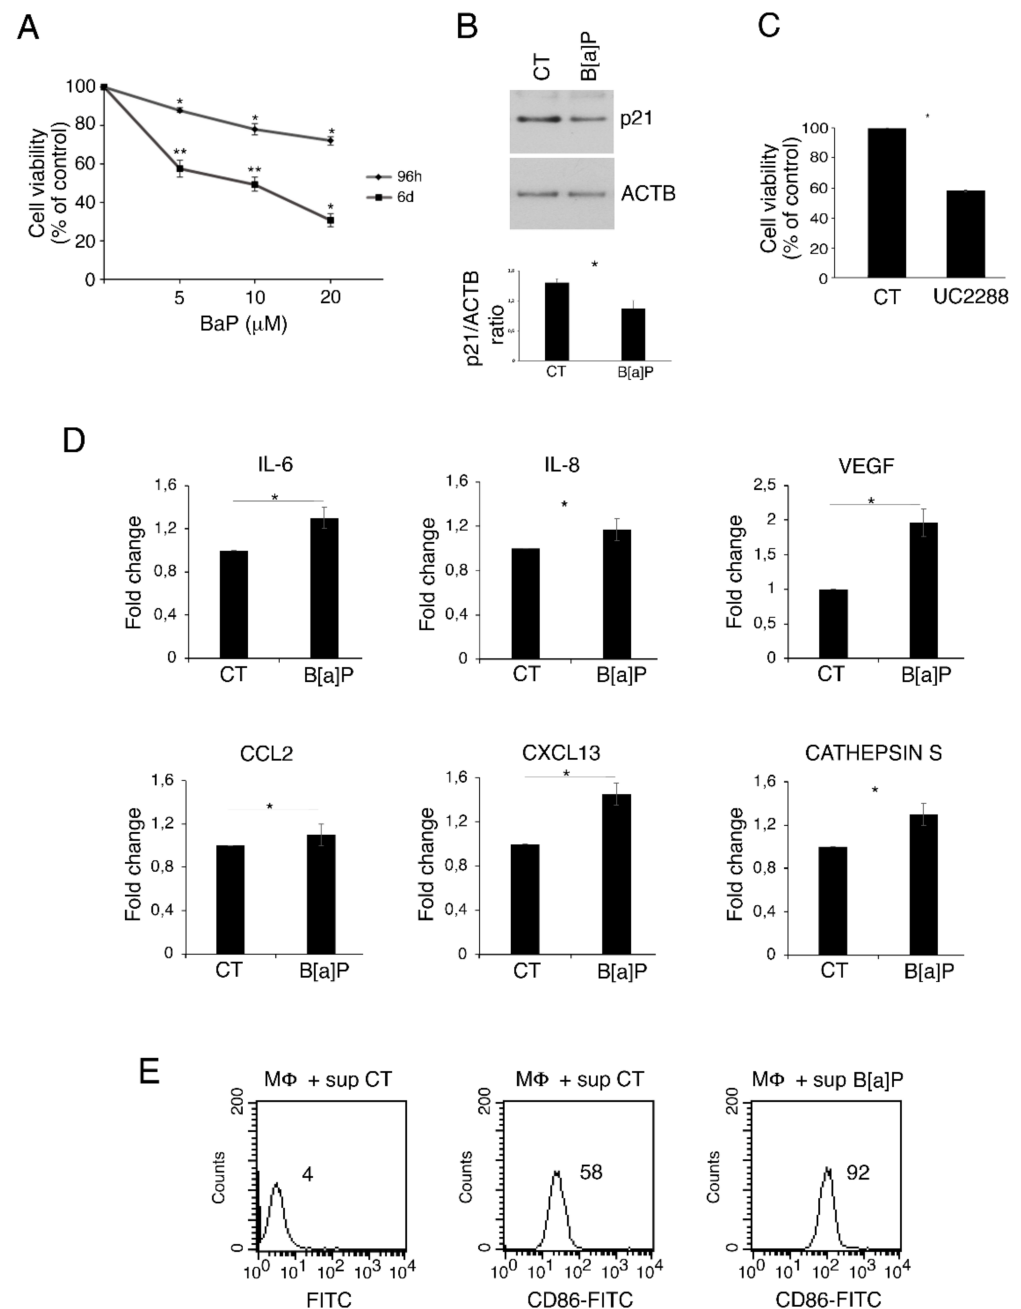 A
Cell viability
(% of control)
100
80
60
40
20
0
*
*
*
**
**
*
96h
6d
5 10 20
BaP (µM)
B
CT B[a]P
p21
ACTB
p21/ACTB
ratio
*
CT B[a]P
C
Cell viability
(% of control)
100
80
60
40
20
0
*
CT UC2288
D
IL-6
Fold change
1,6
1,2
0,8
0,4
0
*
CT B[a]P
IL-8
Fold change
1,6
1,2
0,8
0,4
0
*
CT B[a]P
VEGF
Fold change
2,5
2
1,5
1
0,5
0
*
CT B[a]P
CCL2
Fold change
1,6
1,2
0,8
0,4
0
*
CT B[a]P
CXCL13
Fold change
1,6
1,2
0,8
0,4
0
*
CT B[a]P
CATHEPSIN S
Fold change
1,6
1,2
0,8
0,4
0
*
CT B[a]P
E
MΦ + sup CT
Counts
200
0
4
10⁰ 10¹ 10² 10³ 10⁴
FITC
MΦ + sup CT
Counts
200
0
58
10⁰ 10¹ 10² 10³ 10⁴
CD86-FITC
MΦ + sup B[a]P
Counts
200
0
92
10⁰ 10¹ 10² 10³ 10⁴
CD86-FITC